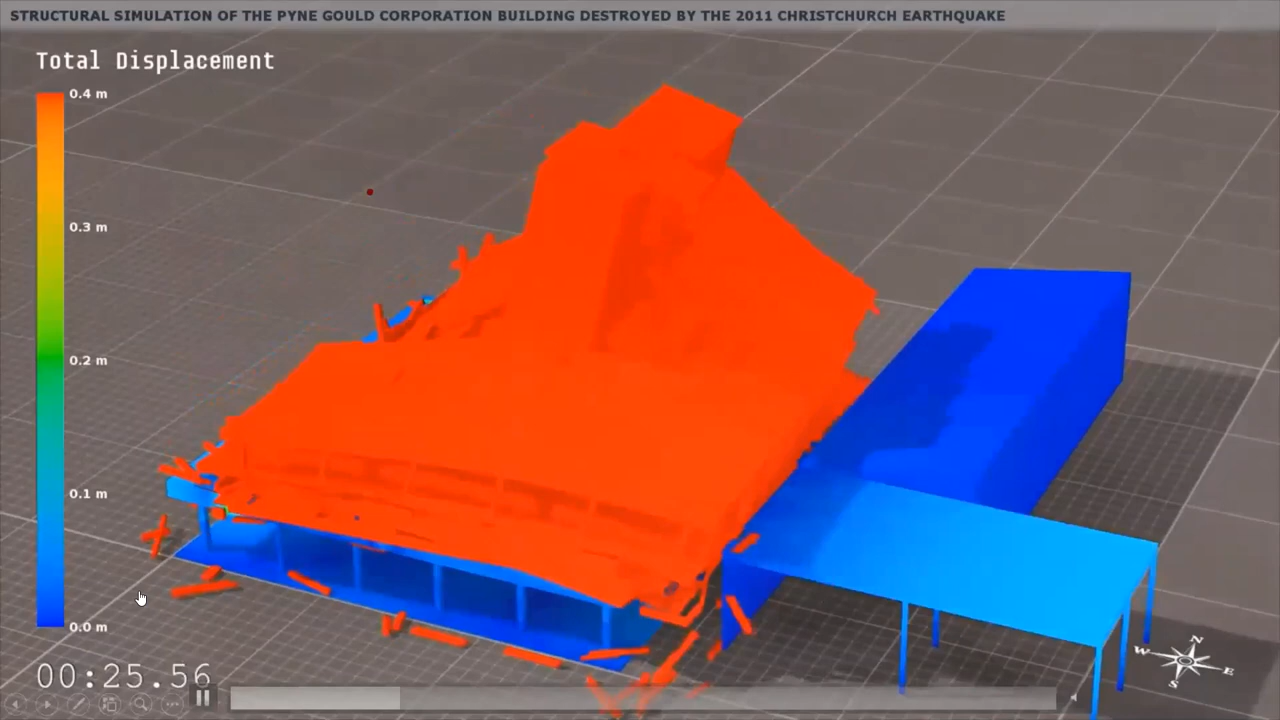 STRUCTURAL SIMULATION OF THE PYNE GOULD CORPORATION BUILDING DESTROYED BY THE 2011 CHRISTCHURCH EARTHQUAKE
Total Displacement
0.4 m
0.3 m
0.2 m
0.1 m
0.0 m
N
W
E
S
00:25.56